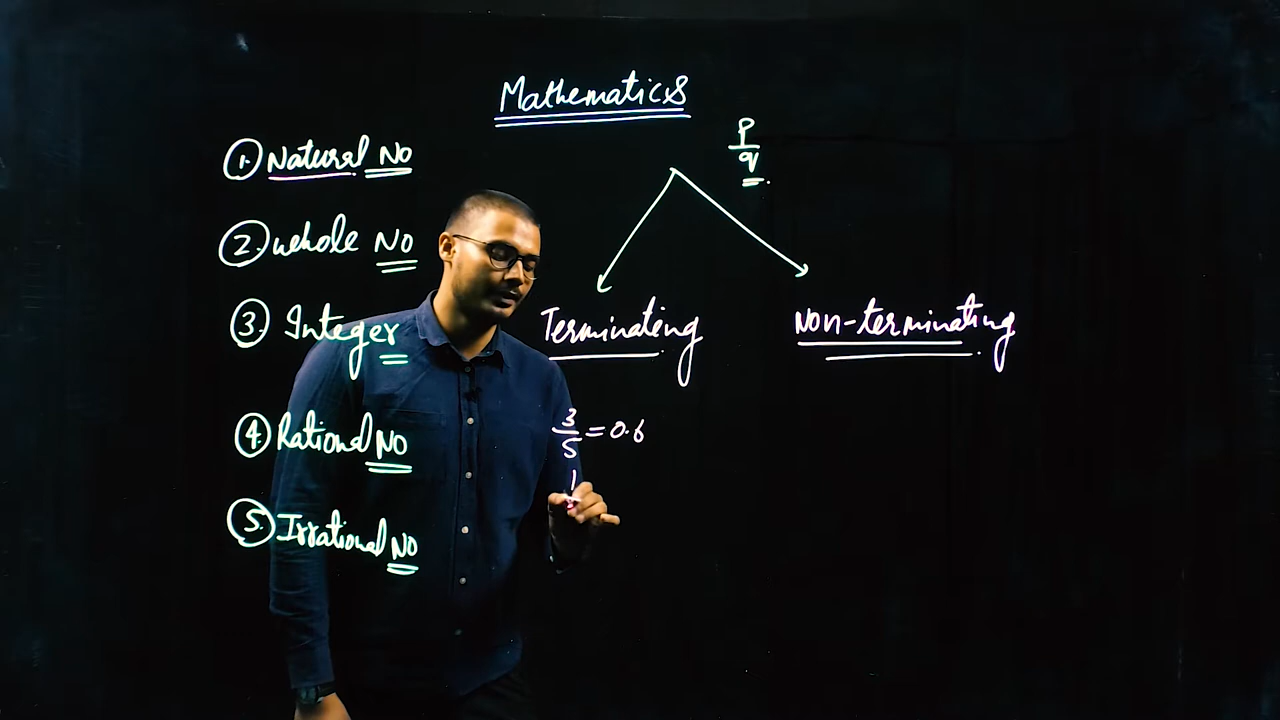 Mathematics
p
q
① Natural No
② whole No
③ Integer
④ Rational No
⑤ Irrational No
Terminating
Non-terminating
3
5
= 0.6
1